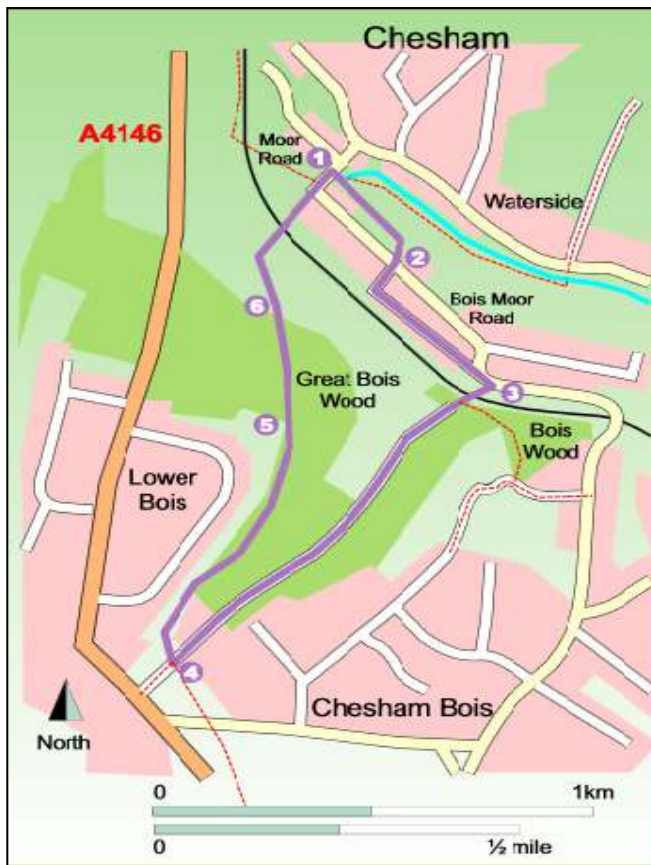 Chesham
A4146
Moor
Road
1
Waterside
2
6
Bois Moor
Road
Great Bois
Wood
3
5
Bois
Wood
Lower
Bois
4
Chesham Bois
North
0
1km
0
½ mile